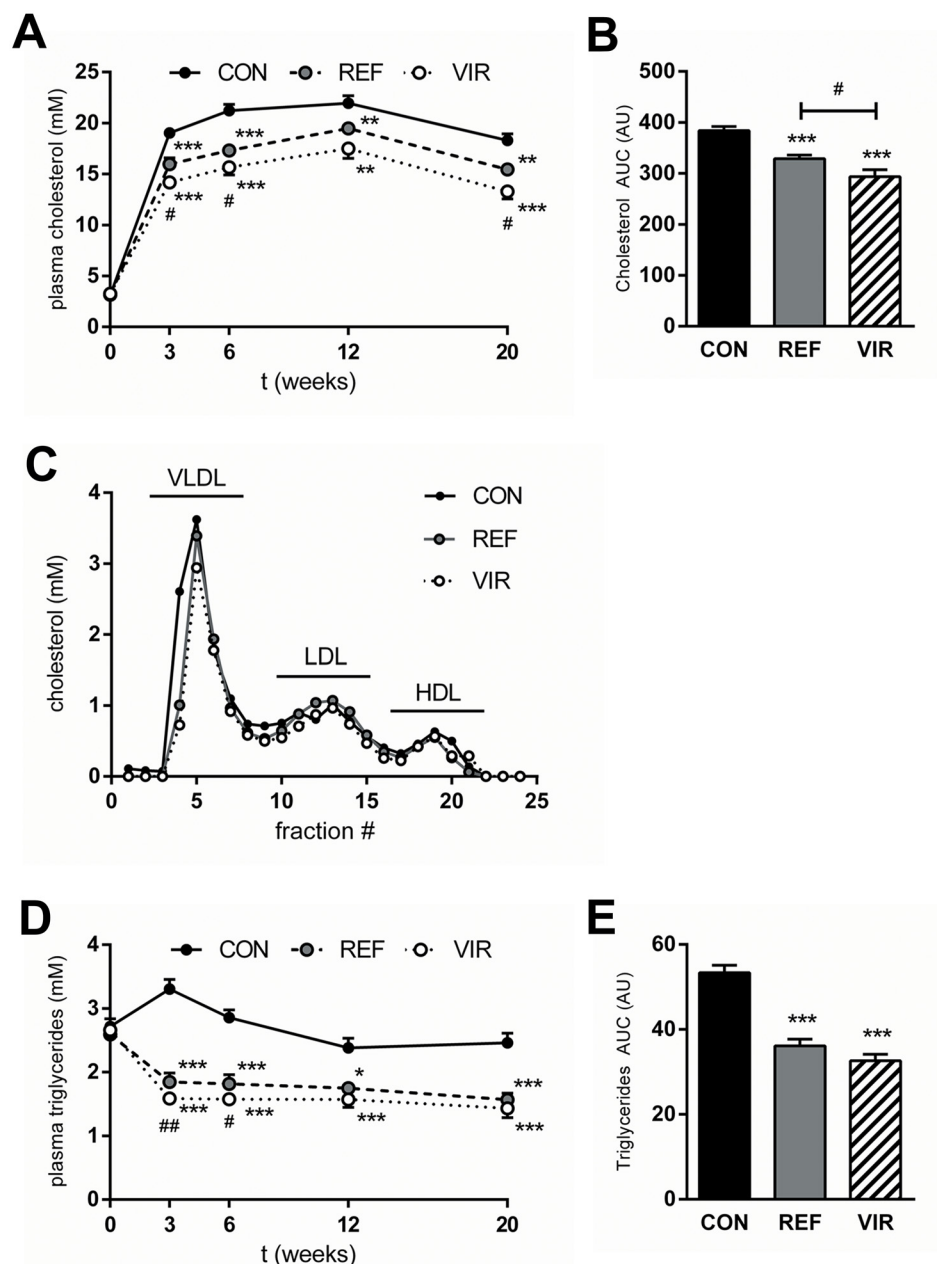 A
CON REF VIR
plasma cholesterol (mM)
25
20
15
10
5
0
*** *** ** **
*** *** ** ***
# # #
0 3 6 12 20
t (weeks)
B
Cholesterol AUC (AU)
500
400
300
200
100
0
#
*** ***
CON REF VIR
C
VLDL
LDL
HDL
CON
REF
VIR
cholesterol (mM)
4
3
2
1
0
0 5 10 15 20 25
fraction #
D
CON REF VIR
plasma triglycerides (mM)
4
3
2
1
0
*** *** * ***
*** *** *** ***
## #
0 3 6 12 20
t (weeks)
E
Triglycerides AUC (AU)
60
40
20
0
*** ***
CON REF VIR